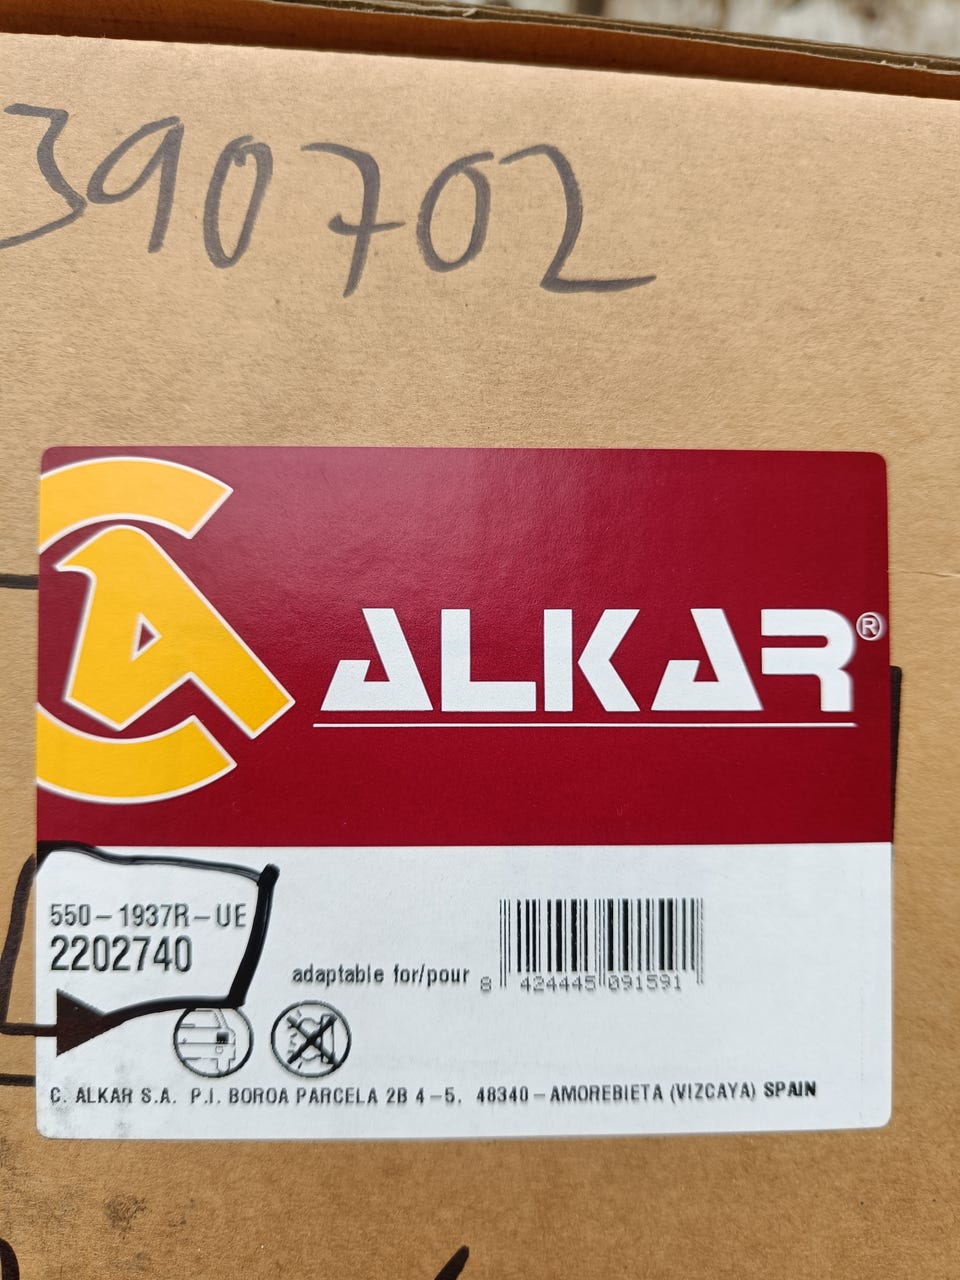 390702
ALKAR®
550-1937R-UE
2202740
adaptable for/pour
8 424445 091591
C. ALKAR S.A. P.I. BOROA PARCELA 2B 4-5. 48340-AMOREBIETA (VIZCAYA) SPAIN